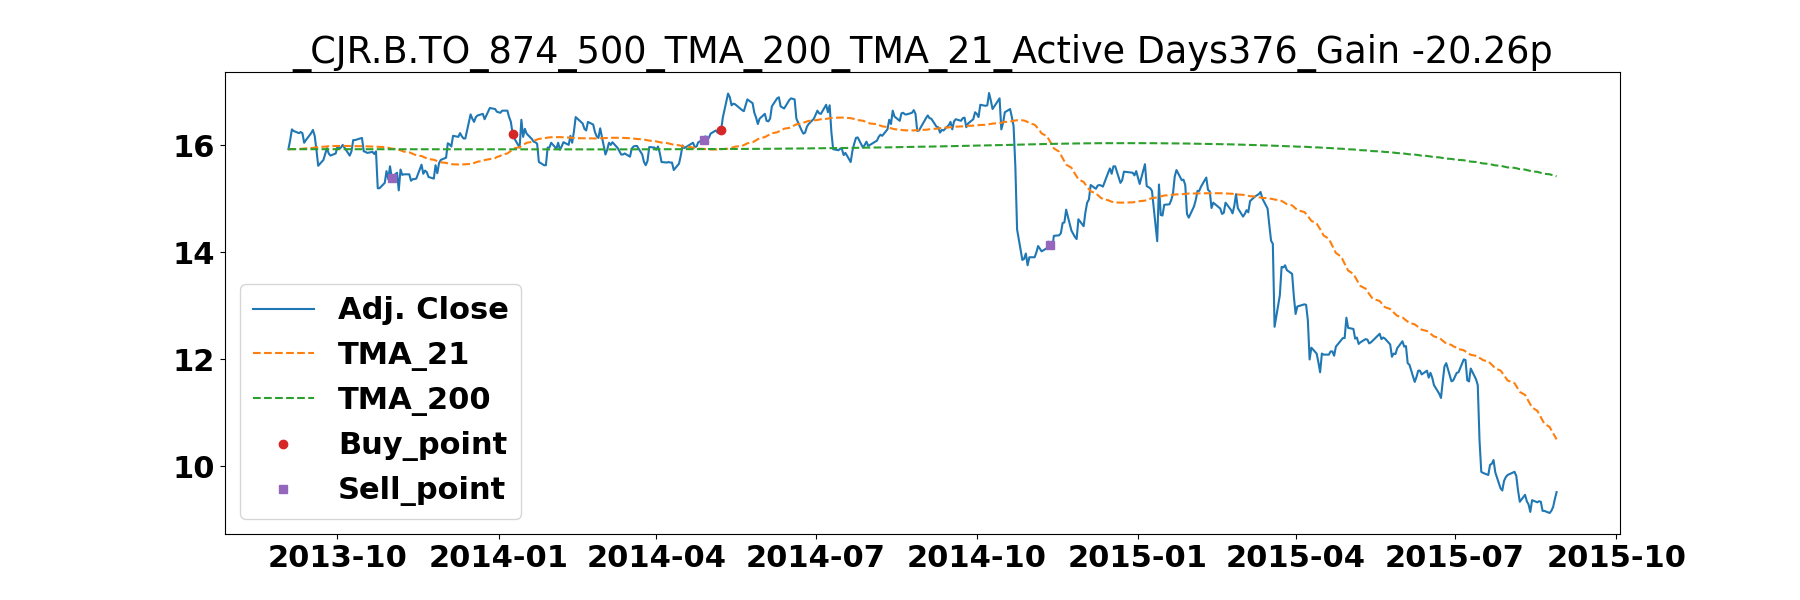 _CJR.B.TO_874_500_TMA_200_TMA_21_Active Days376_Gain -20.26p
16
14
12
10
Adj. Close
TMA_21
TMA_200
Buy_point
Sell_point
2013-10 2014-01 2014-04 2014-07 2014-10 2015-01 2015-04 2015-07 2015-10